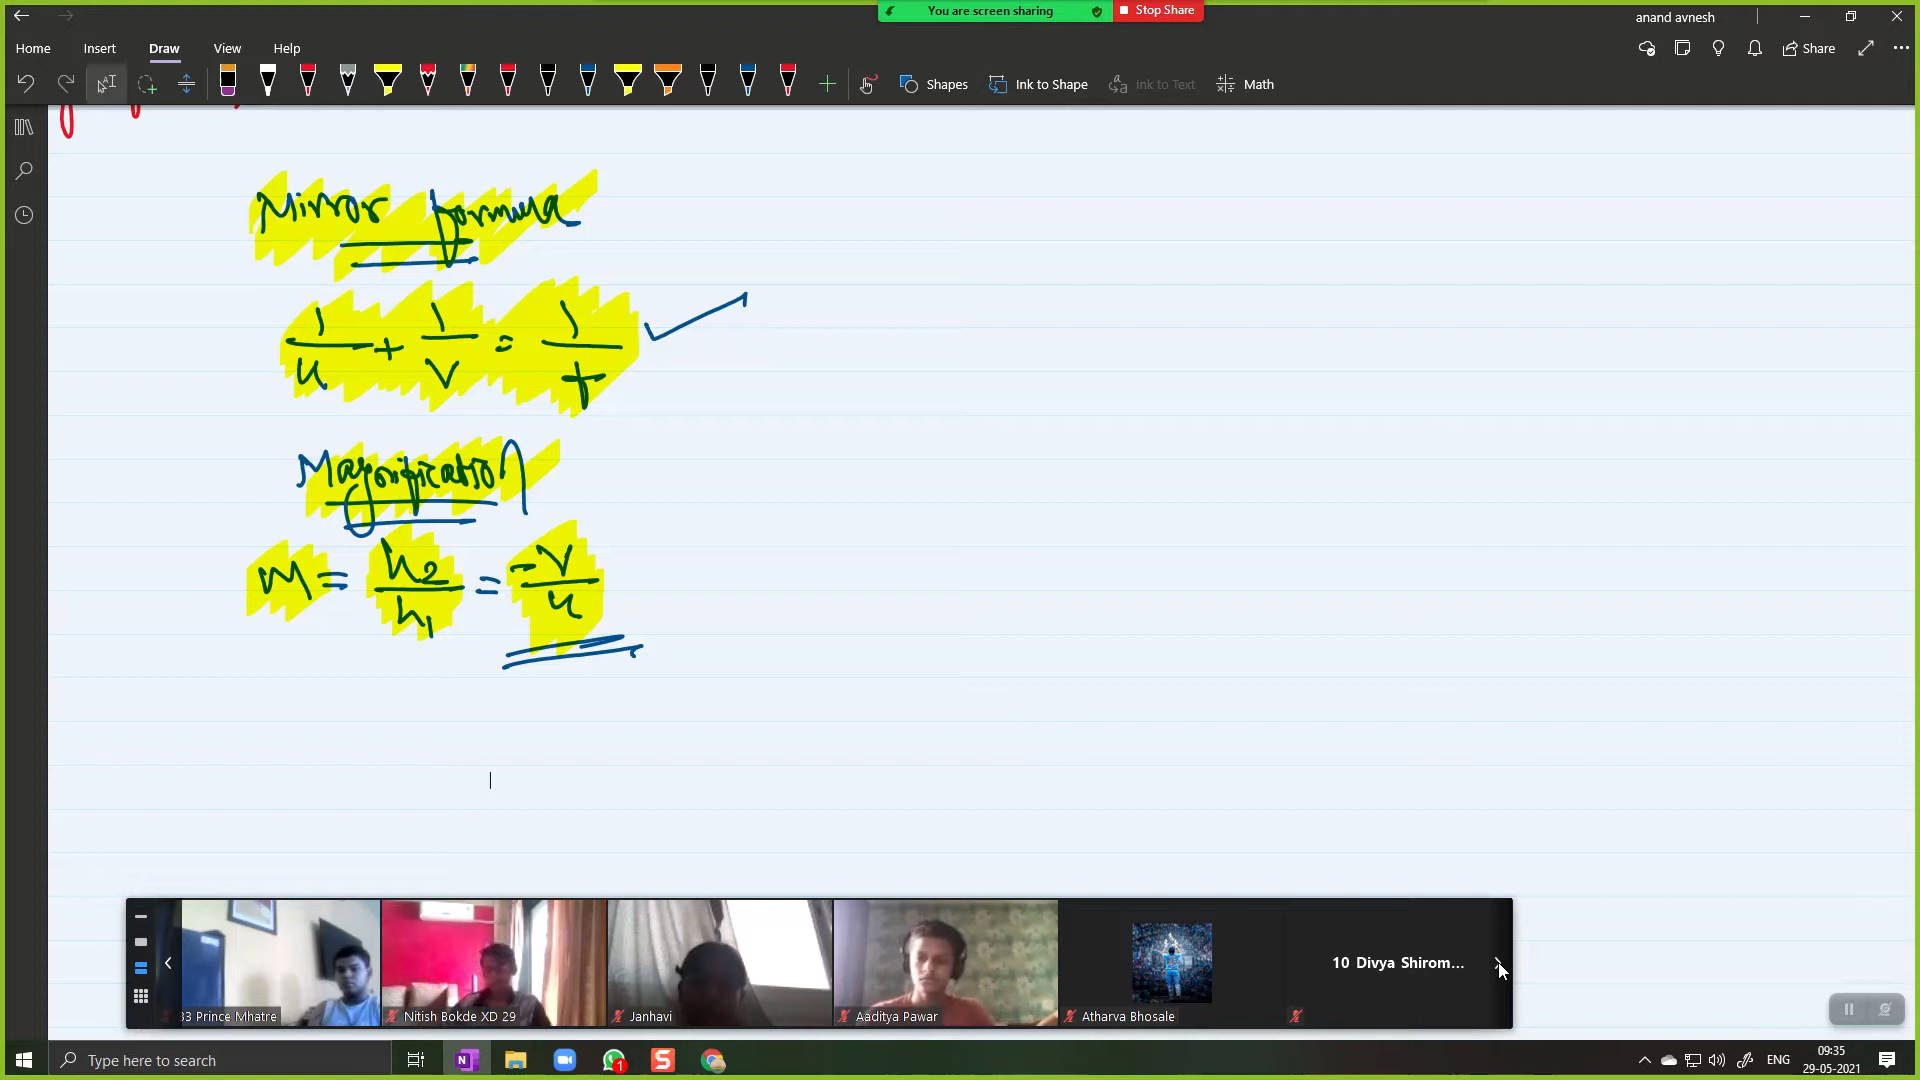 You are screen sharing Stop Share
anand avnesh
Home Insert Draw View Help
Share
Shapes Ink to Shape Ink to Text Math
Mirror formula
1/u + 1/v = 1/f
Magnification
m = h2/h1 = -v/u
33 Prince Mhatre
Nitish Bokde XD 29
Janhavi
Aaditya Pawar
Atharva Bhosale
10 Divya Shirom...
Type here to search
N
1
S
ENG
09:35
29-05-2021